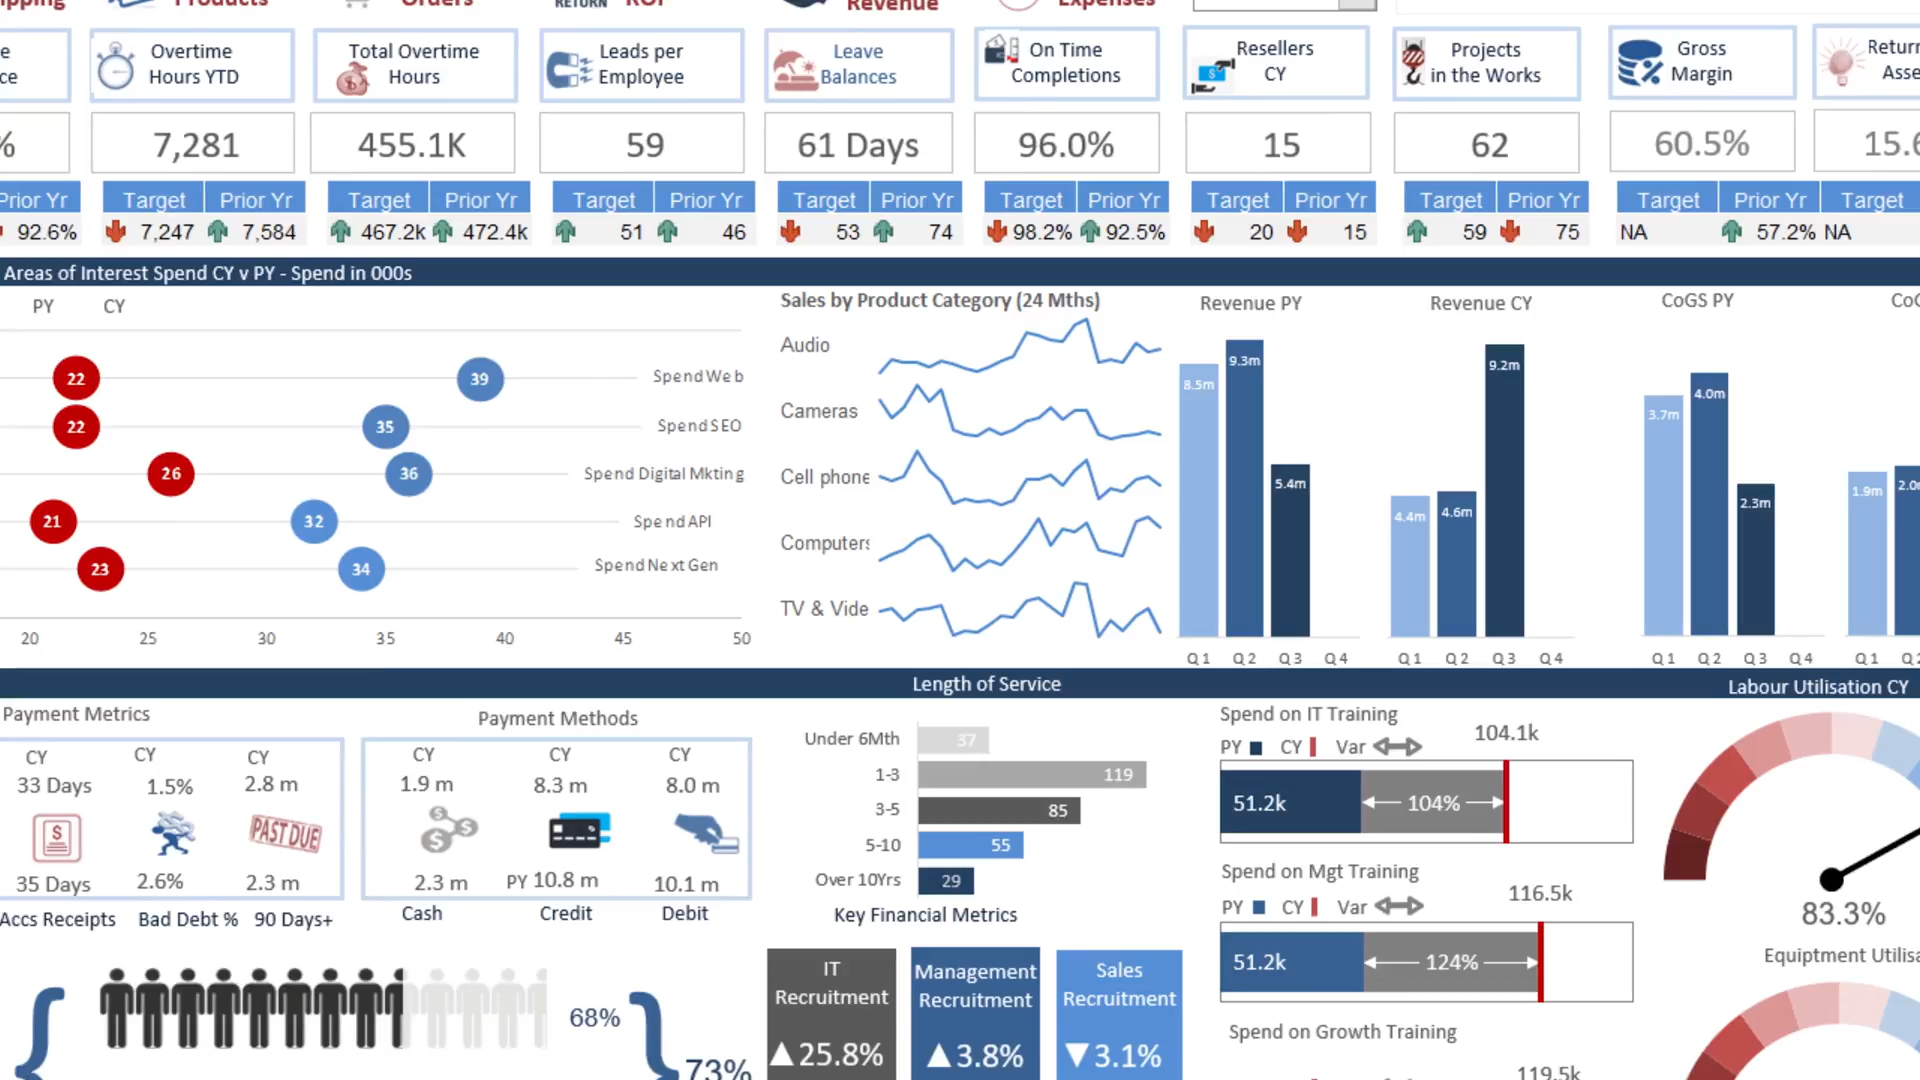 Products
Orders
RETURN
Revenue
Expenses
Overtime
Hours YTD
Total Overtime
Hours
Leads per
Employee
Leave
Balances
On Time
Completions
Resellers
CY
Projects
in the Works
Gross
Margin
Return
%
7,281
455.1K
59
61 Days
96.0%
15
62
60.5%
15.6
Prior Yr
Target Prior Yr
Target Prior Yr
Target Prior Yr
Target Prior Yr
Target Prior Yr
Target Prior Yr
Target Prior Yr
Target Prior Yr
Target
92.6%
7,247 7,584
467.2k 472.4k
51 46
53 74
98.2% 92.5%
20 15
59 75
NA 57.2%
NA
Areas of Interest Spend CY v PY - Spend in 000s
PY CY
22 39 Spend Web
22 35 Spend SEO
26 36 Spend Digital Mkting
21 32 Spend API
23 34 Spend Next Gen
20 25 30 35 40 45 50
Sales by Product Category (24 Mths)
Audio
Cameras
Cell phone
Computers
TV & Vide
Revenue PY
8.5m 9.3m 5.4m
Q1 Q2 Q3 Q4
Revenue CY
4.4m 4.6m 9.2m
Q1 Q2 Q3 Q4
CoGS PY
3.7m 4.0m 2.3m
Q1 Q2 Q3 Q4
1.9m 2.0
Q1
Length of Service
Labour Utilisation CY
Payment Metrics
CY CY CY
33 Days 1.5% 2.8 m
$
PAST DUE
35 Days 2.6% 2.3 m
Accs Receipts Bad Debt % 90 Days+
Payment Methods
CY CY CY
1.9 m 8.3 m 8.0 m
$ $ $
2.3 m PY 10.8 m 10.1 m
Cash Credit Debit
Under 6Mth 37
1-3 119
3-5 85
5-10 55
Over 10Yrs 29
Key Financial Metrics
IT
Recruitment
▲25.8%
Management
Recruitment
▲3.8%
Sales
Recruitment
▼3.1%
Spend on IT Training
PY CY Var 104.1k
51.2k 104%
Spend on Mgt Training
PY CY Var 116.5k
51.2k 124%
Spend on Growth Training
119.5k
83.3%
68%
73%